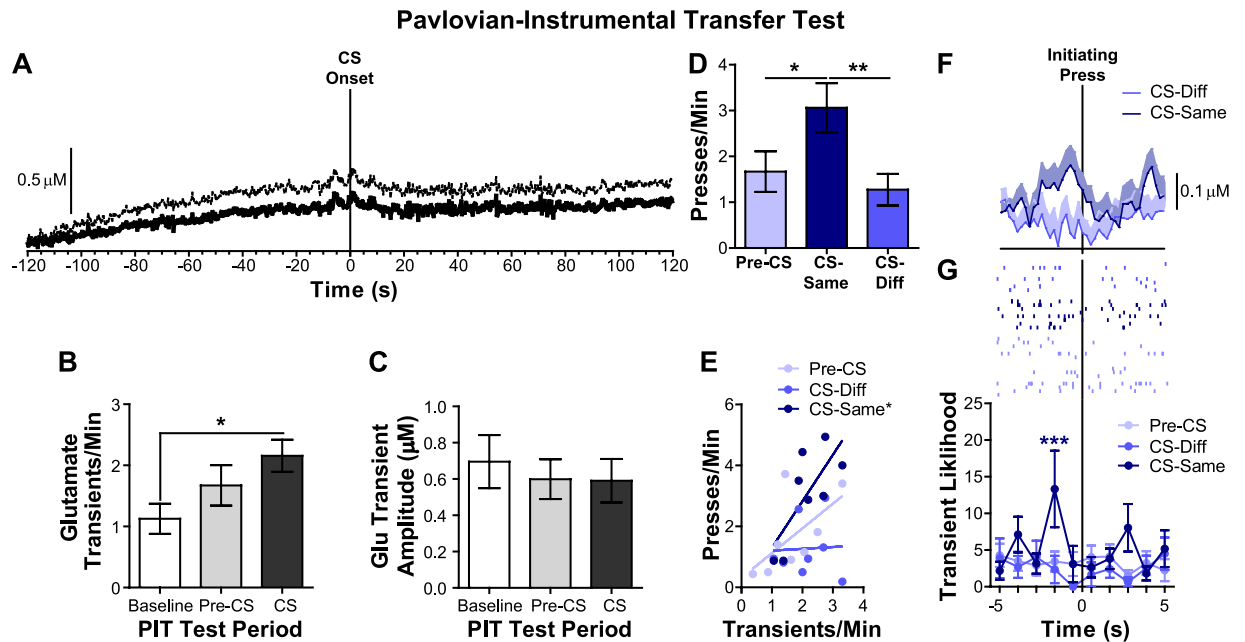 Pavlovian-Instrumental Transfer Test
A
CS
Onset
0.5 μM
-120 -100 -80 -60 -40 -20 0 20 40 60 80 100 120
Time (s)
B
Glutamate
Transients/Min
3
2
1
0
*
Baseline Pre-CS CS
PIT Test Period
C
Glu Transient
Amplitude (μM)
1.0
0.8
0.6
0.4
0.2
0.0
Baseline Pre-CS CS
PIT Test Period
D
Presses/Min
4
3
2
1
0
* **
Pre-CS CS- CS-
Same Diff
E
Pre-CS
CS-Diff
CS-Same*
Presses/Min
6
4
2
0
0 1 2 3 4
Transients/Min
F
Initiating
Press
CS-Diff
CS-Same
0.1 μM
G
Transient Liklihood
25
20
15
10
5
0
Pre-CS
CS-Diff
CS-Same
***
-5 0 5
Time (s)